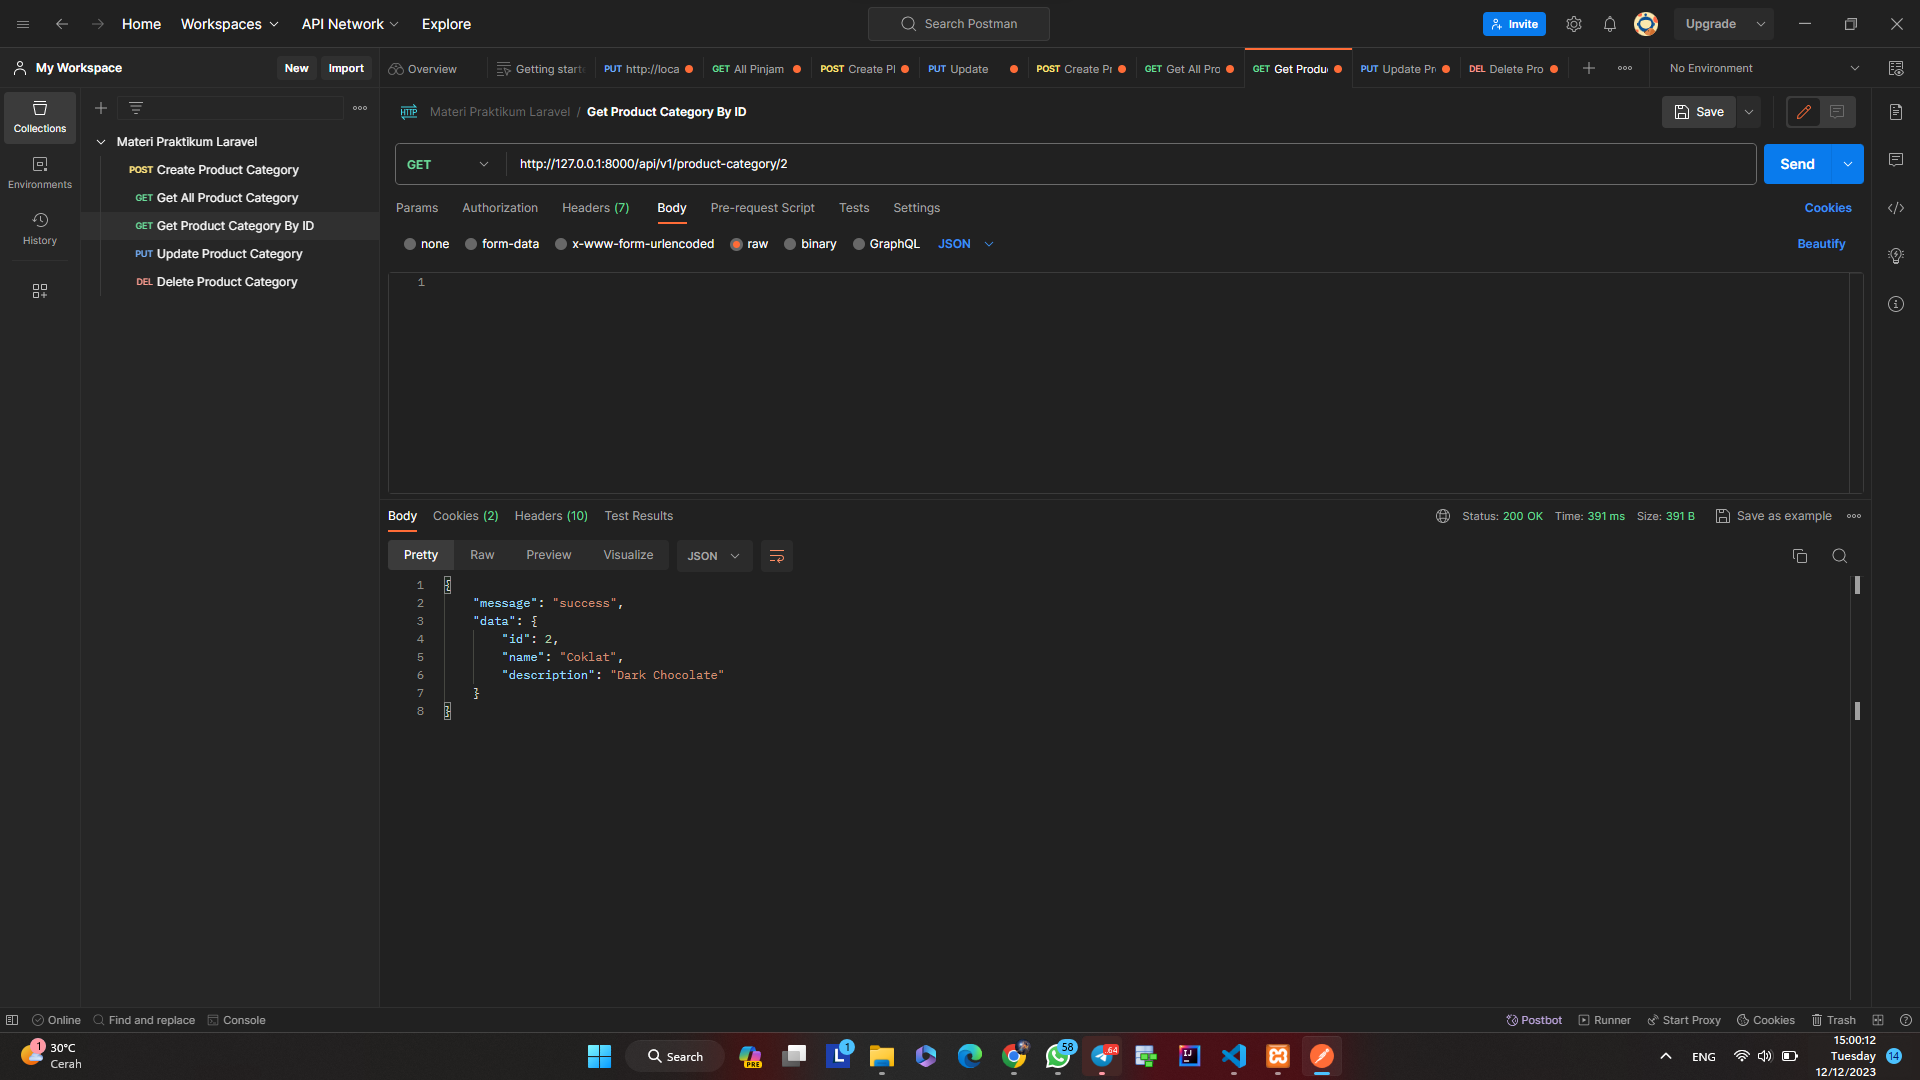 Home Workspaces API Network Explore Search Postman Invite Upgrade
My Workspace New Import Overview Getting start PUT http://loca GET All Pinjam POST Create Pl PUT Update POST Create Pr GET Get All Pro GET Get Produ PUT Update Pr DEL Delete Pro No Environment
Collections
Environments
History
Materi Praktikum Laravel
POST Create Product Category
GET Get All Product Category
GET Get Product Category By ID
PUT Update Product Category
DEL Delete Product Category
HTTP Materi Praktikum Laravel / Get Product Category By ID Save
GET http://127.0.0.1:8000/api/v1/product-category/2 Send
Params Authorization Headers (7) Body Pre-request Script Tests Settings Cookies
none form-data x-www-form-urlencoded raw binary GraphQL JSON Beautify
1
Body Cookies (2) Headers (10) Test Results Status: 200 OK Time: 391 ms Size: 391 B Save as example
Pretty Raw Preview Visualize JSON
1 {
2 "message": "success",
3 "data": {
4 "id": 2,
5 "name": "Coklat",
6 "description": "Dark Chocolate"
7 }
8 }
Online Find and replace Console Postbot Runner Start Proxy Cookies Trash
1 30°C
Cerah
Search PRE L 1 58 64 IJ
ENG
15:00:12
Tuesday 14
12/12/2023